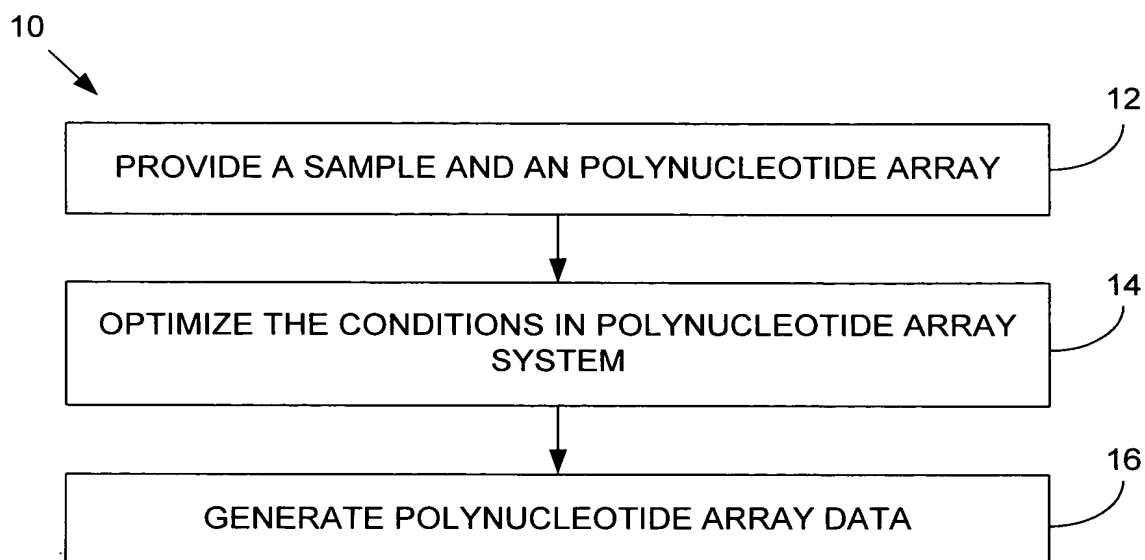 10
12
PROVIDE A SAMPLE AND AN POLYNUCLEOTIDE ARRAY
14
OPTIMIZE THE CONDITIONS IN POLYNUCLEOTIDE ARRAY
SYSTEM
16
GENERATE POLYNUCLEOTIDE ARRAY DATA